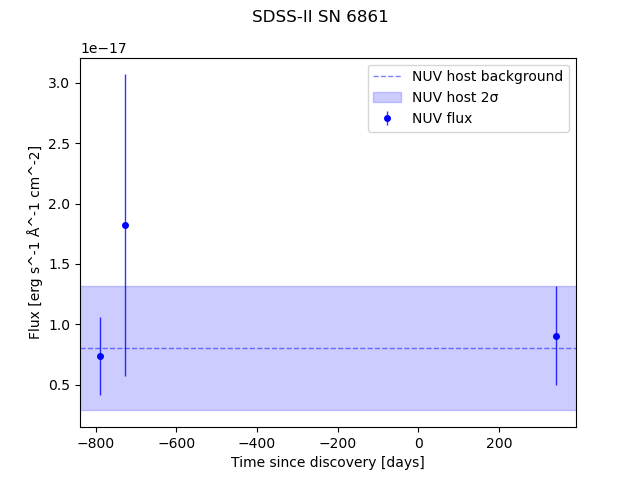 SDSS-II SN 6861
1e−17
NUV host background
NUV host 2σ
NUV flux
3.0
2.5
2.0
1.5
1.0
0.5
Flux [erg s^-1 Å^-1 cm^-2]
−800 −600 −400 −200 0 200
Time since discovery [days]